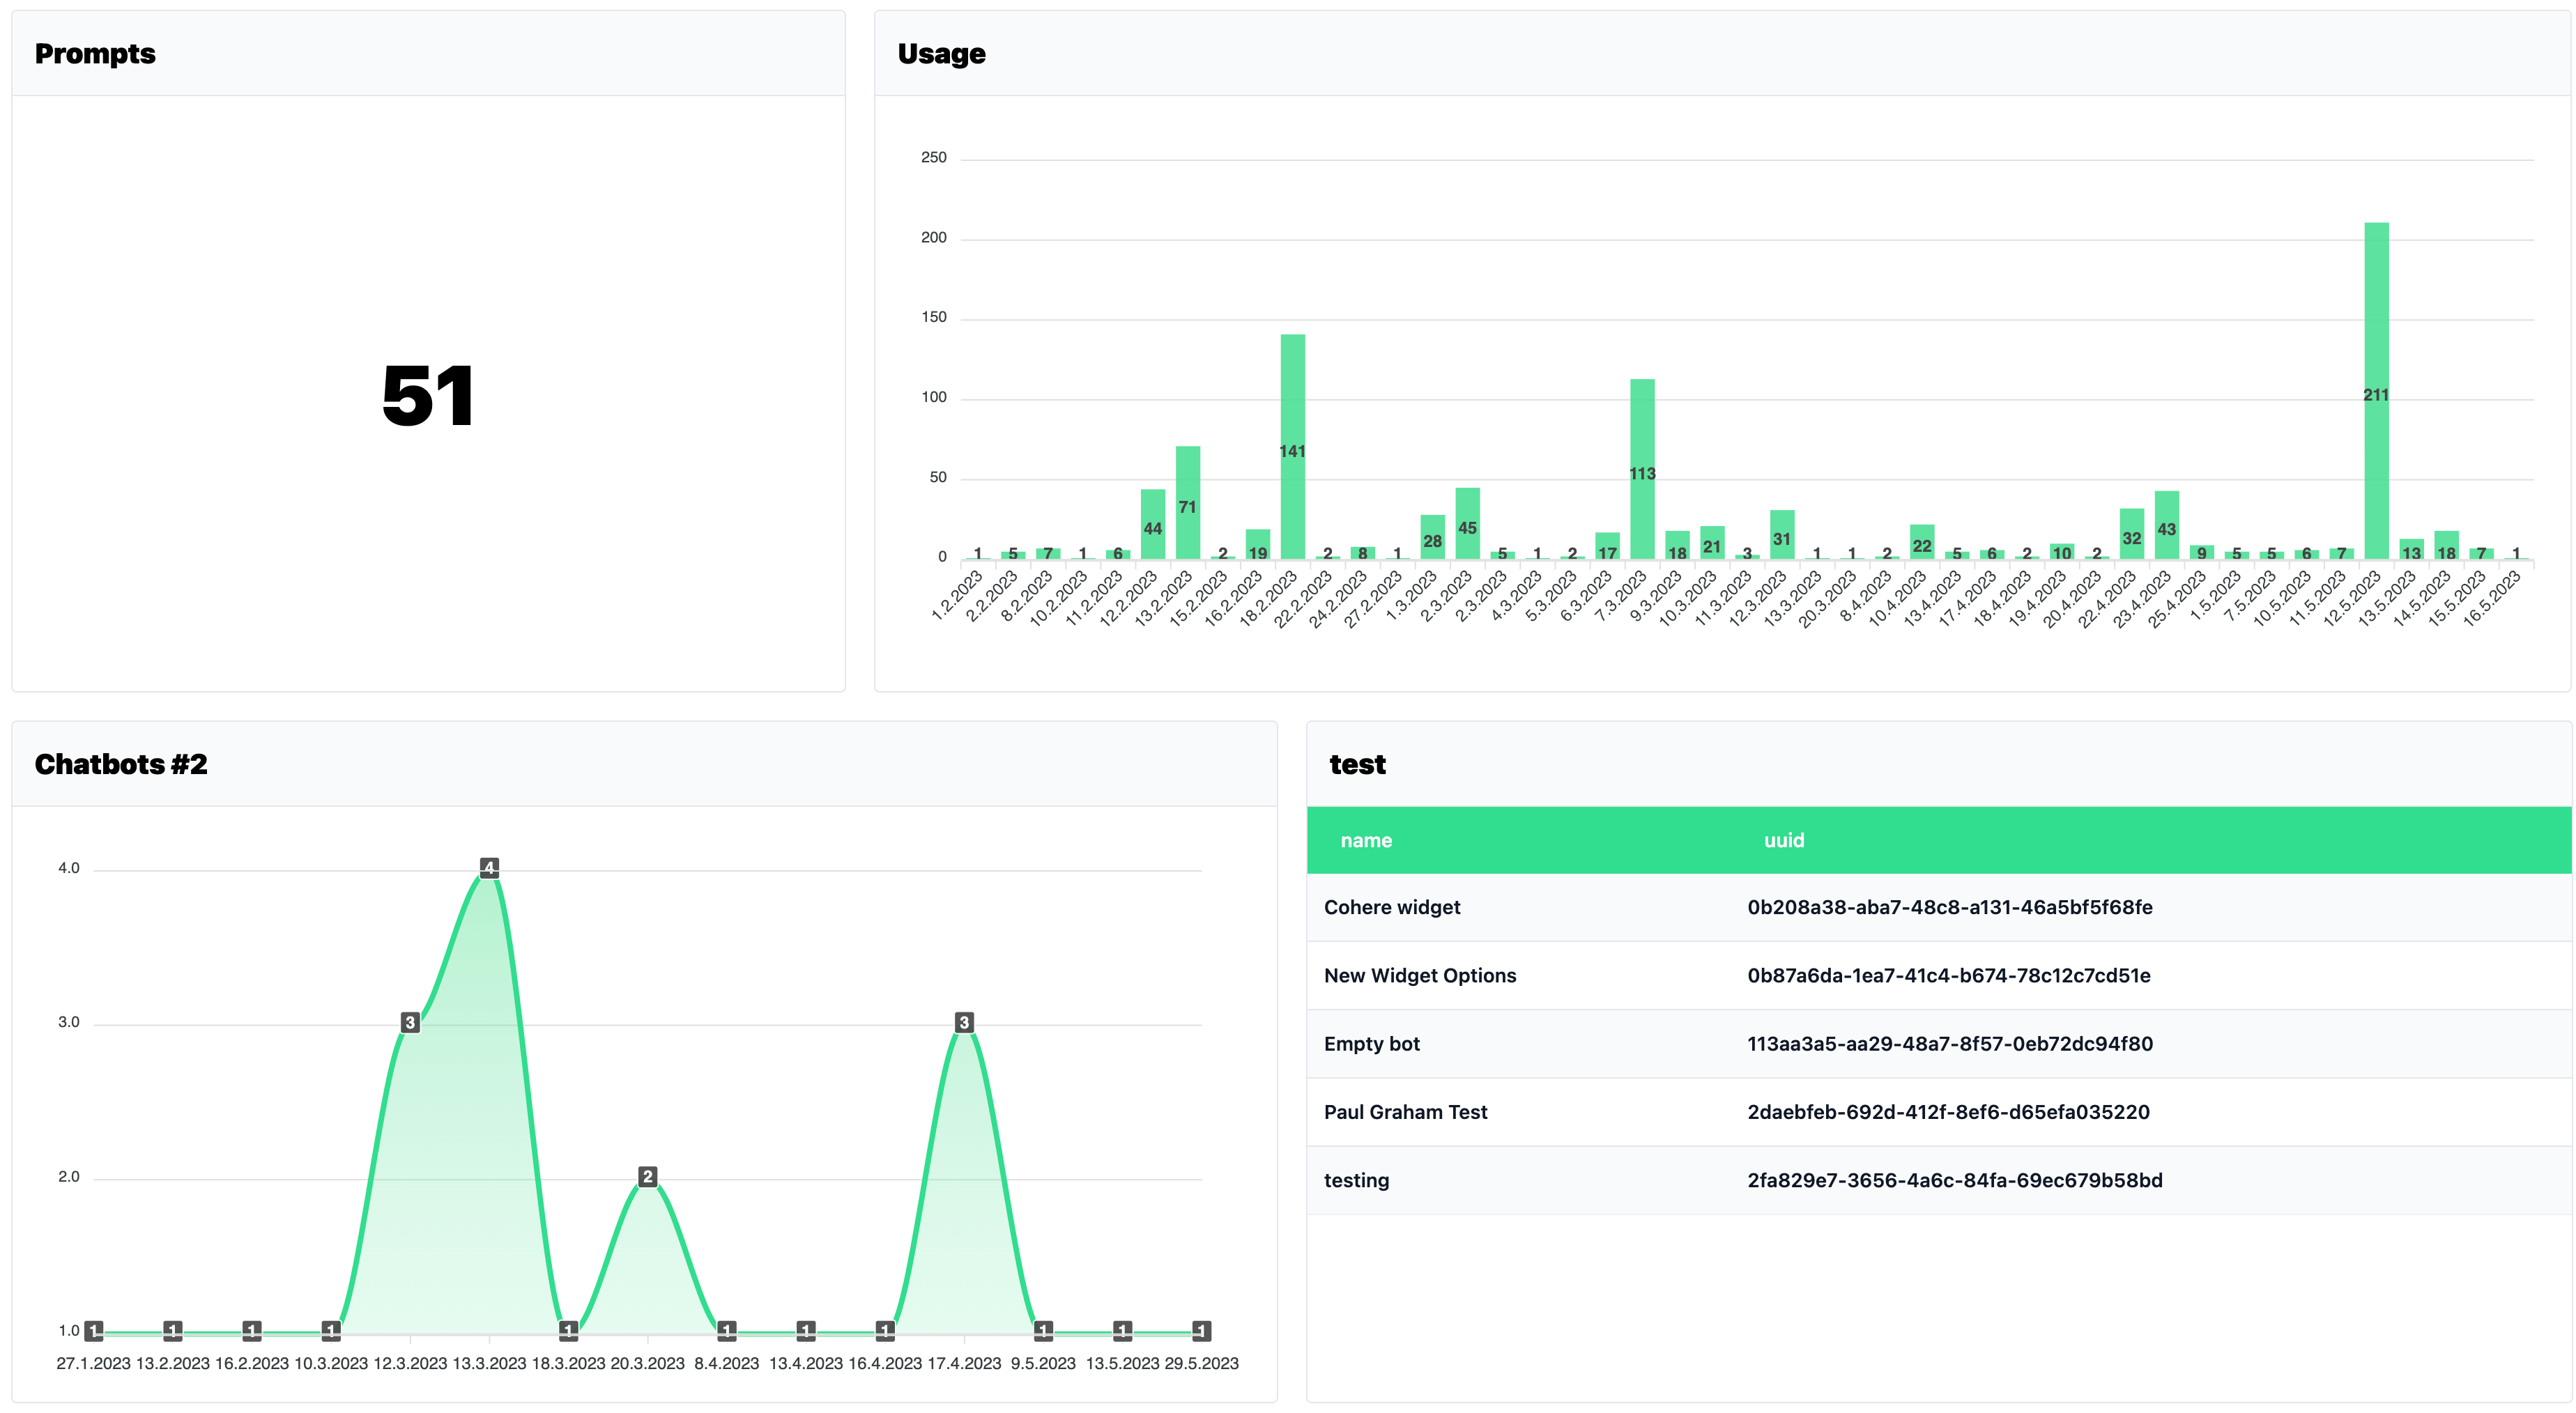 Prompts
51
Usage
250
200
150
100
50
0
1 5 7 1 6 44 71 2 19 141 2 8 1 28 45 5 1 2 17 113 18 21 3 31 1 1 2 22 5 6 2 10 2 32 43 9 5 5 6 7 211 13 18 7 1
1.2.2023 2.2.2023 8.2.2023 10.2.2023 11.2.2023 12.2.2023 13.2.2023 15.2.2023 16.2.2023 18.2.2023 22.2.2023 24.2.2023 27.2.2023 1.3.2023 2.3.2023 2.3.2023 4.3.2023 5.3.2023 6.3.2023 7.3.2023 9.3.2023 10.3.2023 11.3.2023 12.3.2023 13.3.2023 20.3.2023 8.4.2023 10.4.2023 13.4.2023 17.4.2023 18.4.2023 19.4.2023 20.4.2023 22.4.2023 23.4.2023 25.4.2023 1.5.2023 7.5.2023 10.5.2023 11.5.2023 12.5.2023 13.5.2023 14.5.2023 15.5.2023 16.5.2023
Chatbots #2
4.0
3.0
2.0
1.0
1 1 1 1 3 4 1 2 1 1 1 3 1 1 1
27.1.2023 13.2.2023 16.2.2023 10.3.2023 12.3.2023 13.3.2023 18.3.2023 20.3.2023 8.4.2023 13.4.2023 16.4.2023 17.4.2023 9.5.2023 13.5.2023 29.5.2023
test
name uuid
Cohere widget 0b208a38-aba7-48c8-a131-46a5bf5f68fe
New Widget Options 0b87a6da-1ea7-41c4-b674-78c12c7cd51e
Empty bot 113aa3a5-aa29-48a7-8f57-0eb72dc94f80
Paul Graham Test 2daebfeb-692d-412f-8ef6-d65efa035220
testing 2fa829e7-3656-4a6c-84fa-69ec679b58bd